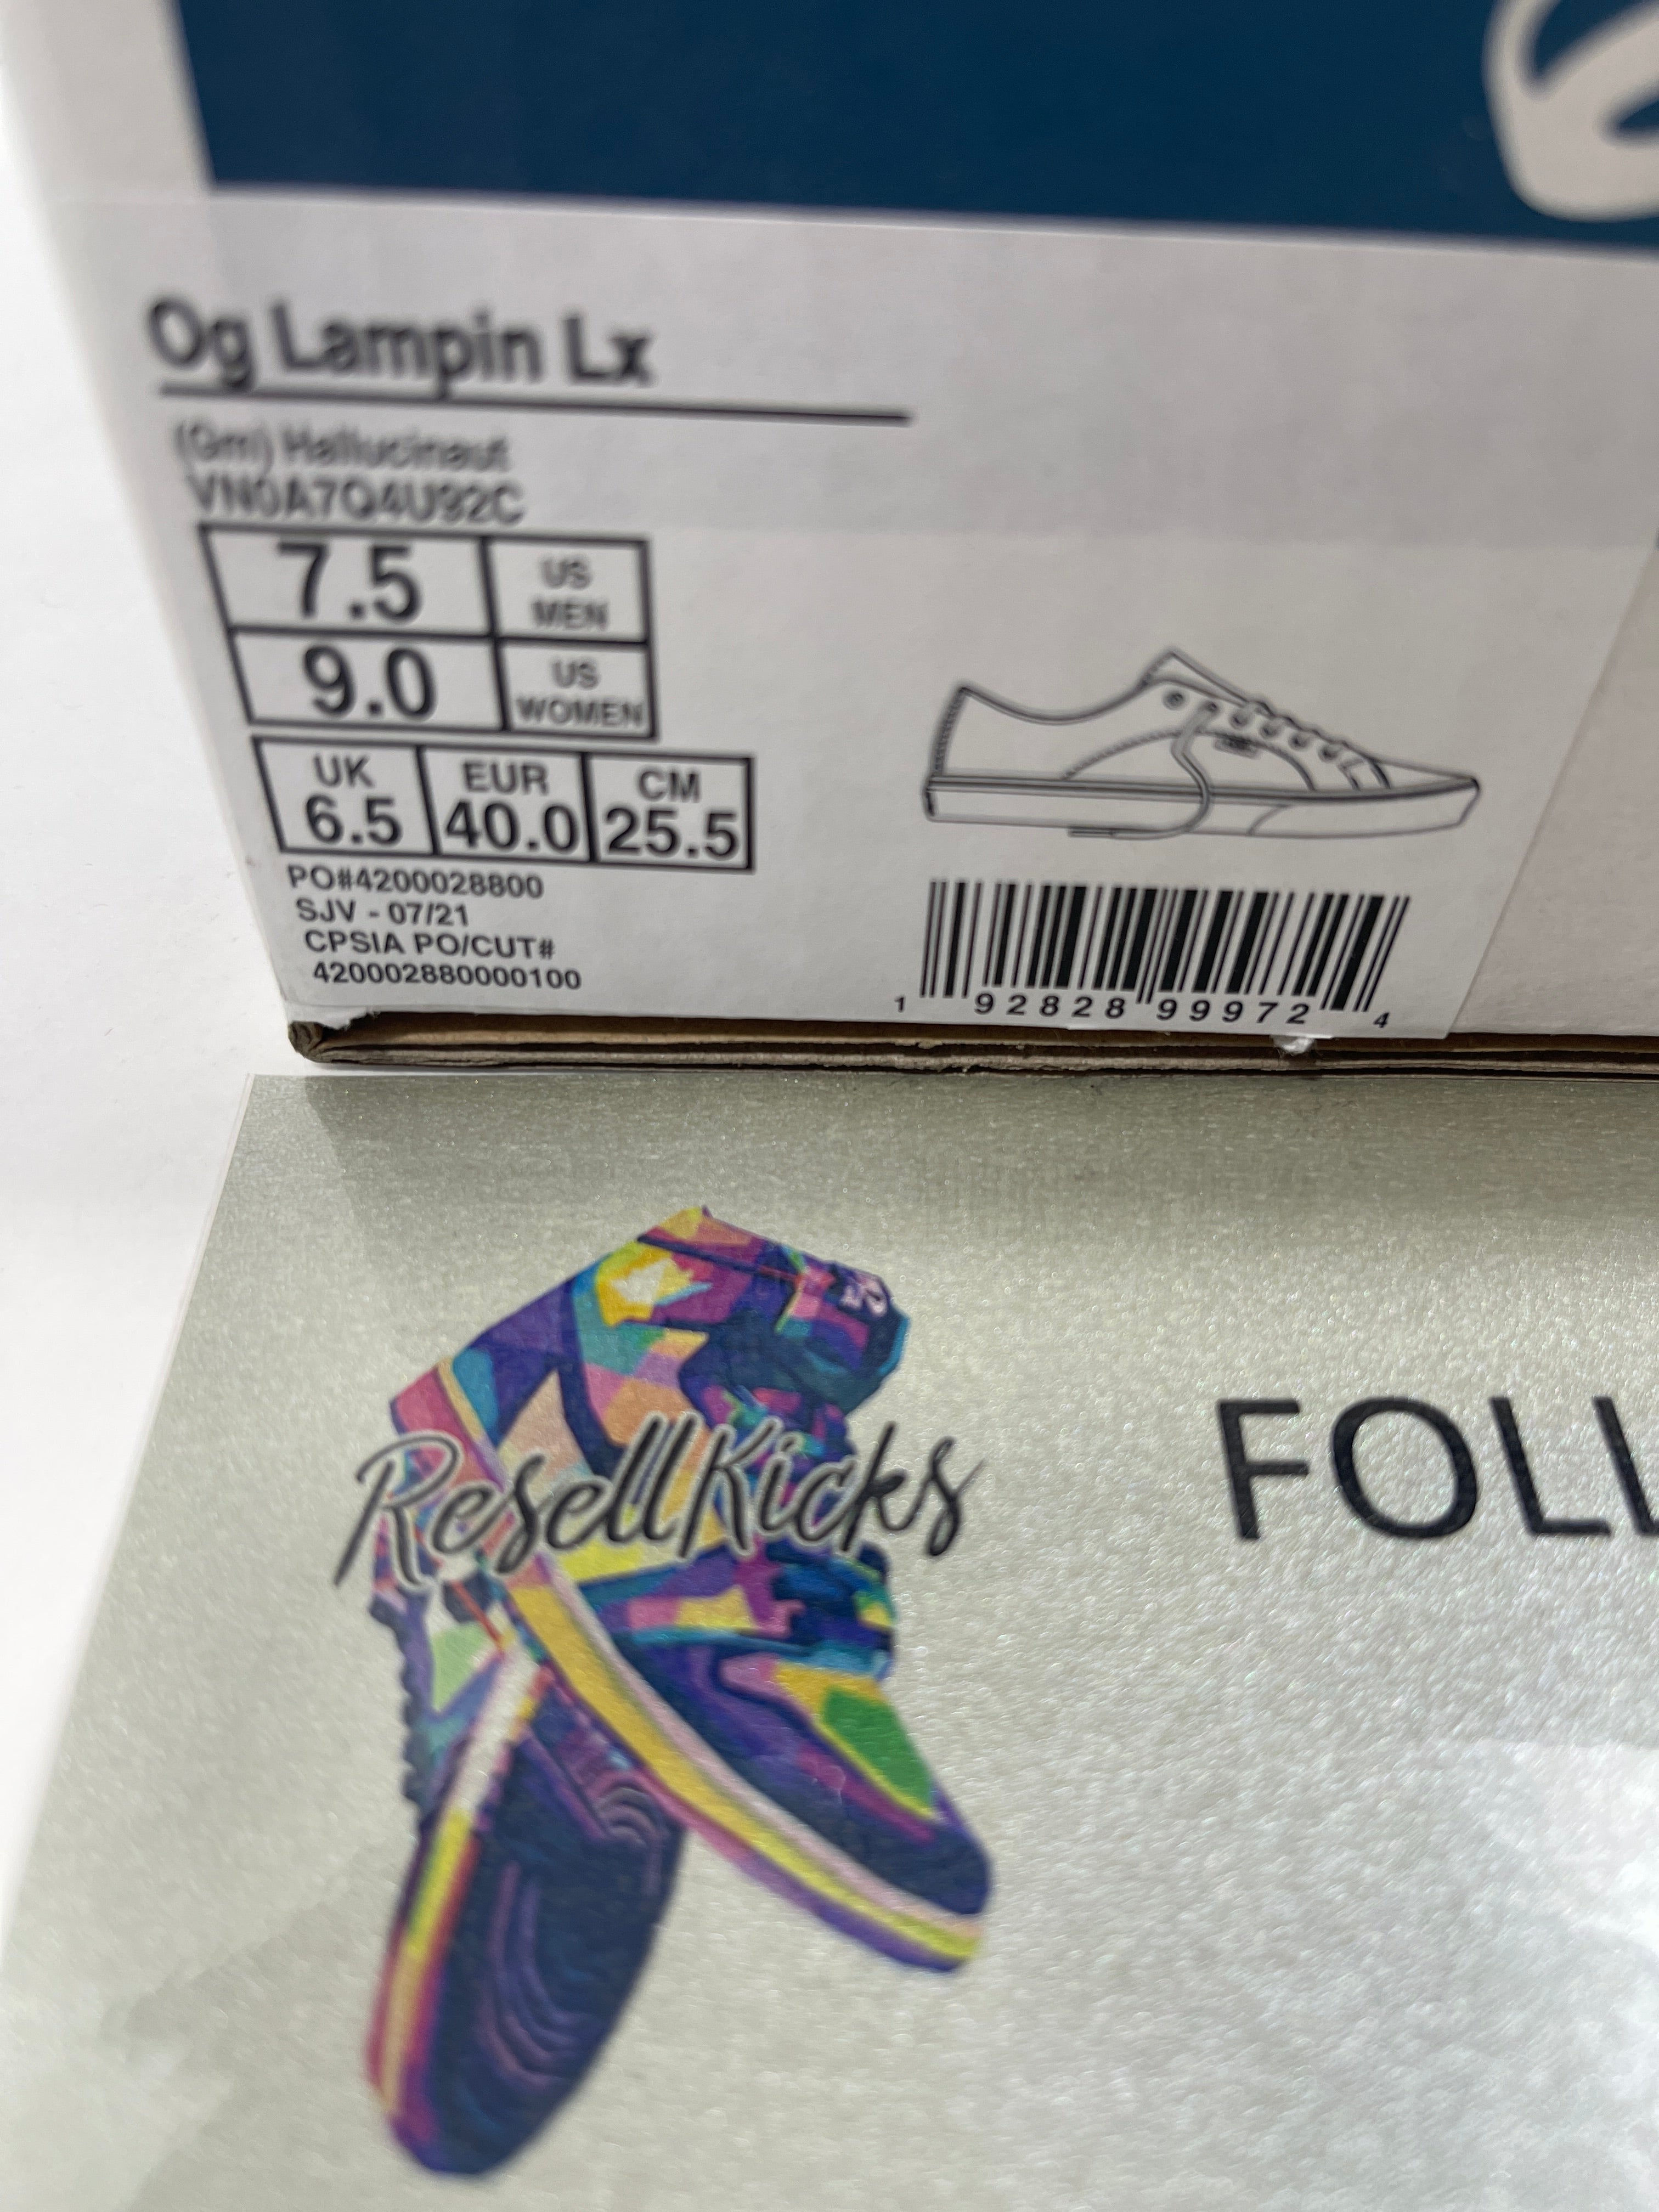 Og Lampin Lx
(Gm) Hallucinaut
VN0A7Q4U92C
7.5 US MEN
9.0 US WOMEN
UK EUR CM
6.5 40.0 25.5
PO#4200028800
SJV - 07/21
CPSIA PO/CUT#
420002880000100
1 92828 99972 4
ResellKicks
FOLL